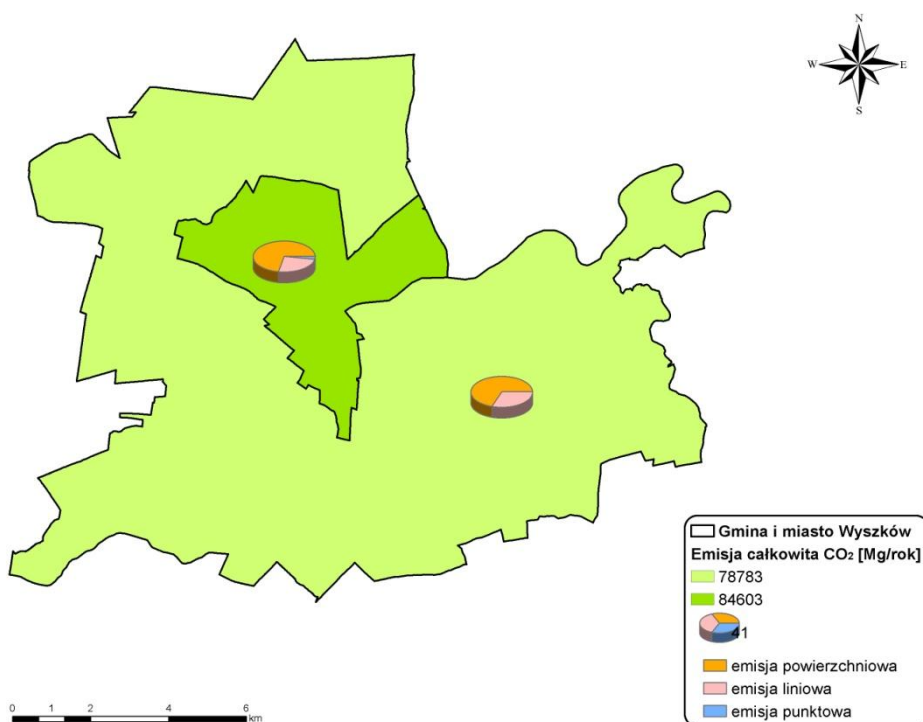 N
W E
S
Gmina i miasto Wyszków
Emisja całkowita CO₂ [Mg/rok]
78783
84603
41
emisja powierzchniowa
emisja liniowa
emisja punktowa
0 1 2 4 6
km